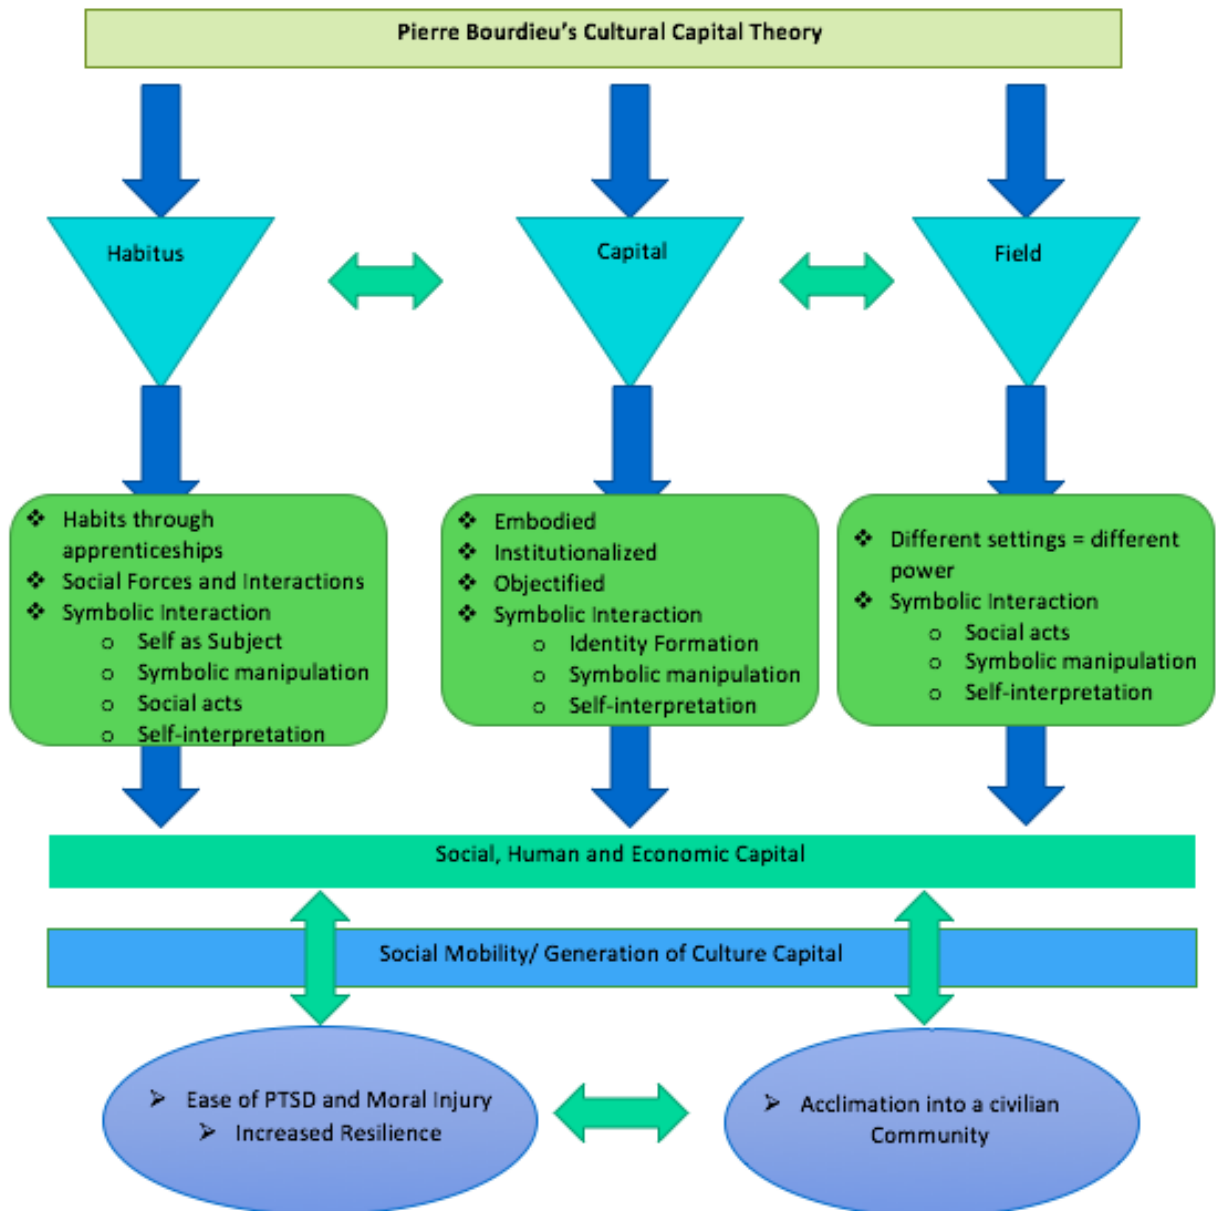 Pierre Bourdieu's Cultural Capital Theory
Habitus
Capital
Field
❖ Habits through
apprenticeships
❖ Social Forces and Interactions
❖ Symbolic Interaction
o Self as Subject
o Symbolic manipulation
o Social acts
o Self-interpretation
❖ Embodied
❖ Institutionalized
❖ Objectified
❖ Symbolic Interaction
o Identity Formation
o Symbolic manipulation
o Self-interpretation
❖ Different settings = different
power
❖ Symbolic Interaction
o Social acts
o Symbolic manipulation
o Self-interpretation
Social, Human and Economic Capital
Social Mobility/ Generation of Culture Capital
➢ Ease of PTSD and Moral Injury
➢ Increased Resilience
➢ Acclimation into a civilian
Community